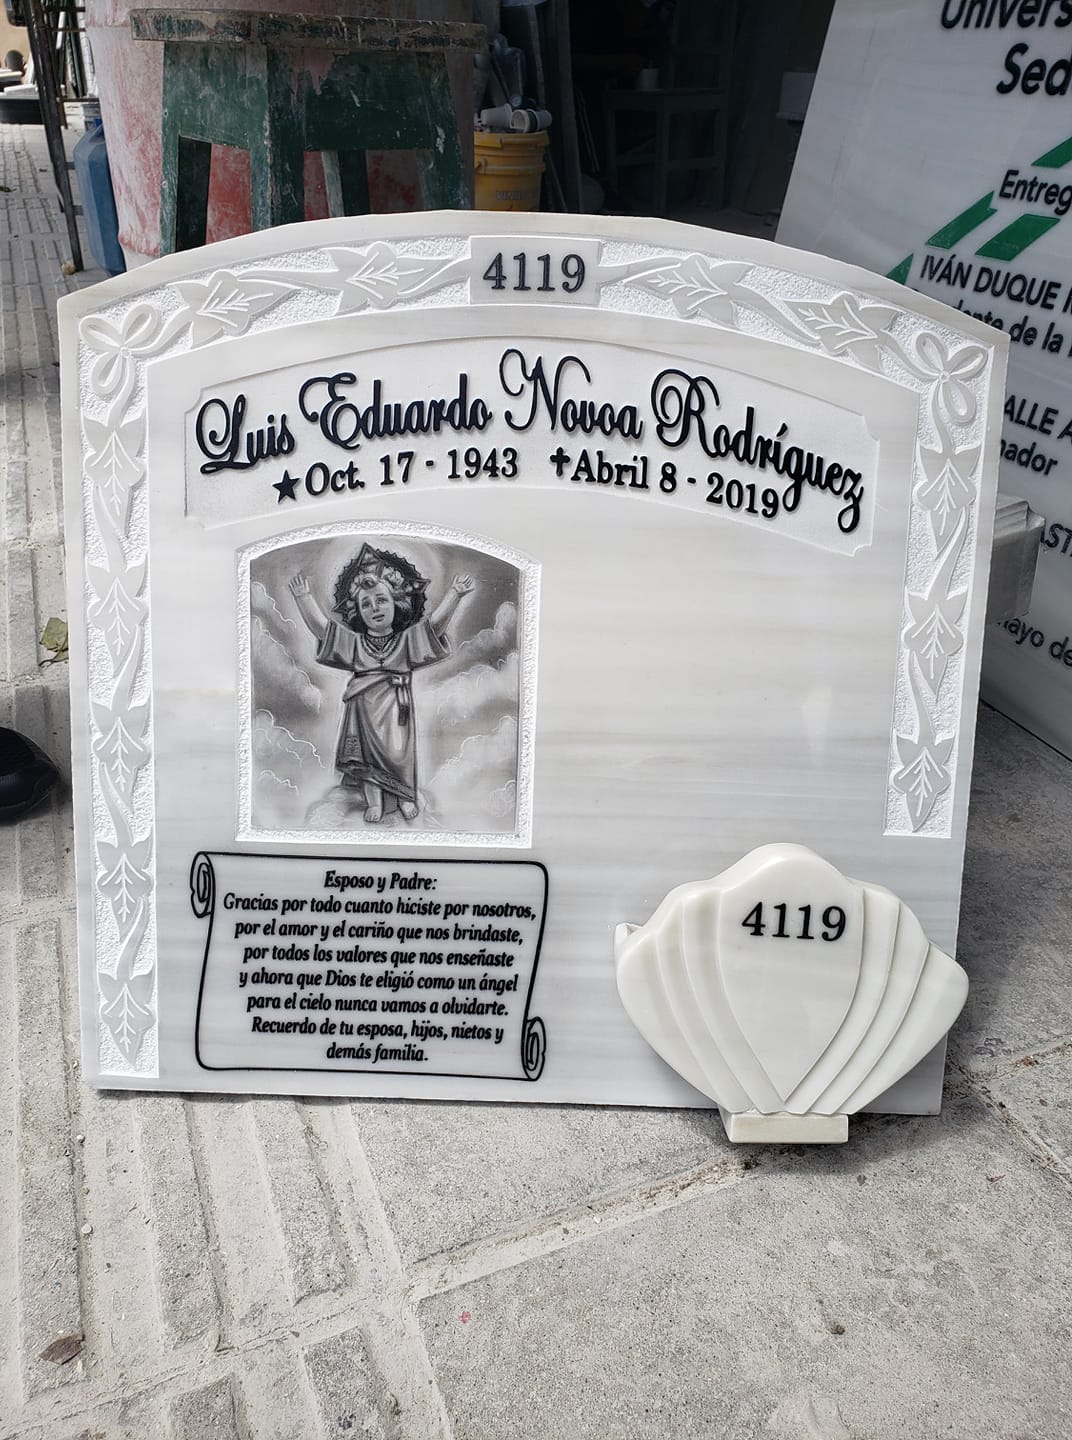 4119
Luis Eduardo Novoa Rodríguez
★Oct. 17 - 1943 ✝Abril 8 - 2019
Esposo y Padre:
Gracias por todo cuanto hiciste por nosotros,
por el amor y el cariño que nos brindaste,
por todos los valores que nos enseñaste
y ahora que Dios te eligió como un ángel
para el cielo nunca vamos a olvidarte.
Recuerdo de tu esposa, hijos, nietos y
demás familia.
4119
Entreg
IVÁN DUQUE
de la